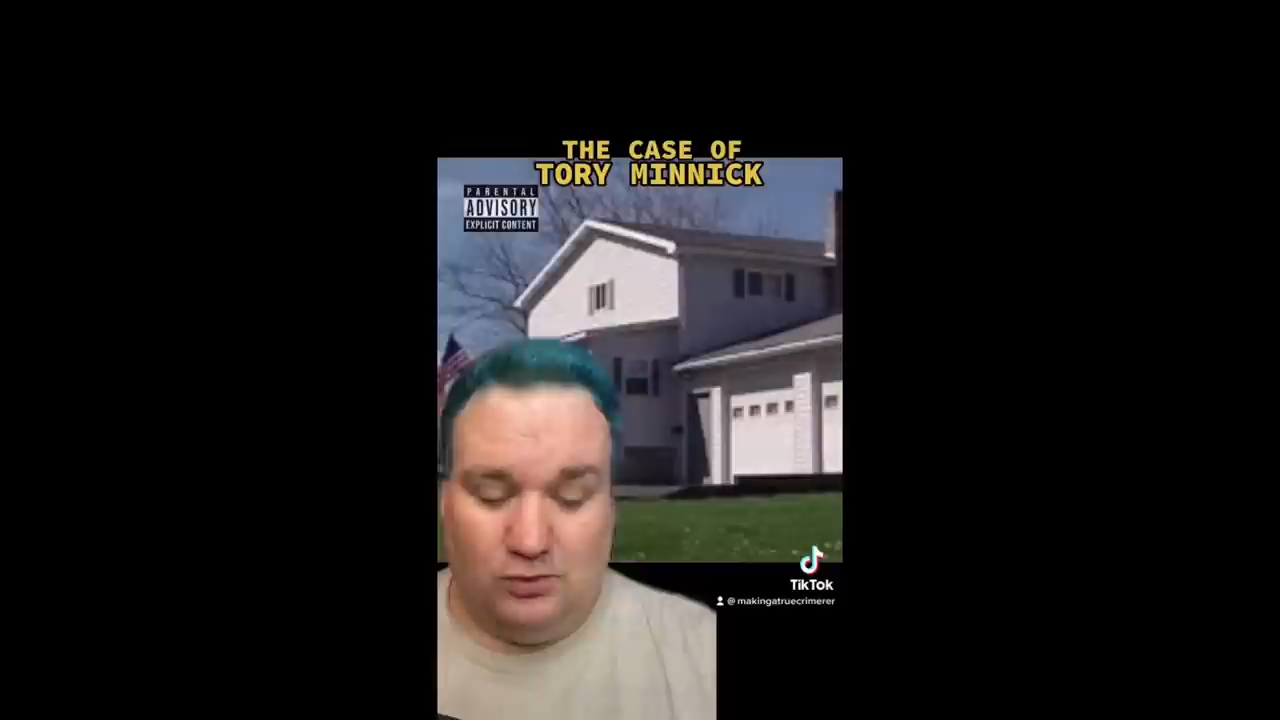 THE CASE OF
TORY MINNICK
PARENTAL
ADVISORY
EXPLICIT CONTENT
TikTok
@makingatruecrimerer